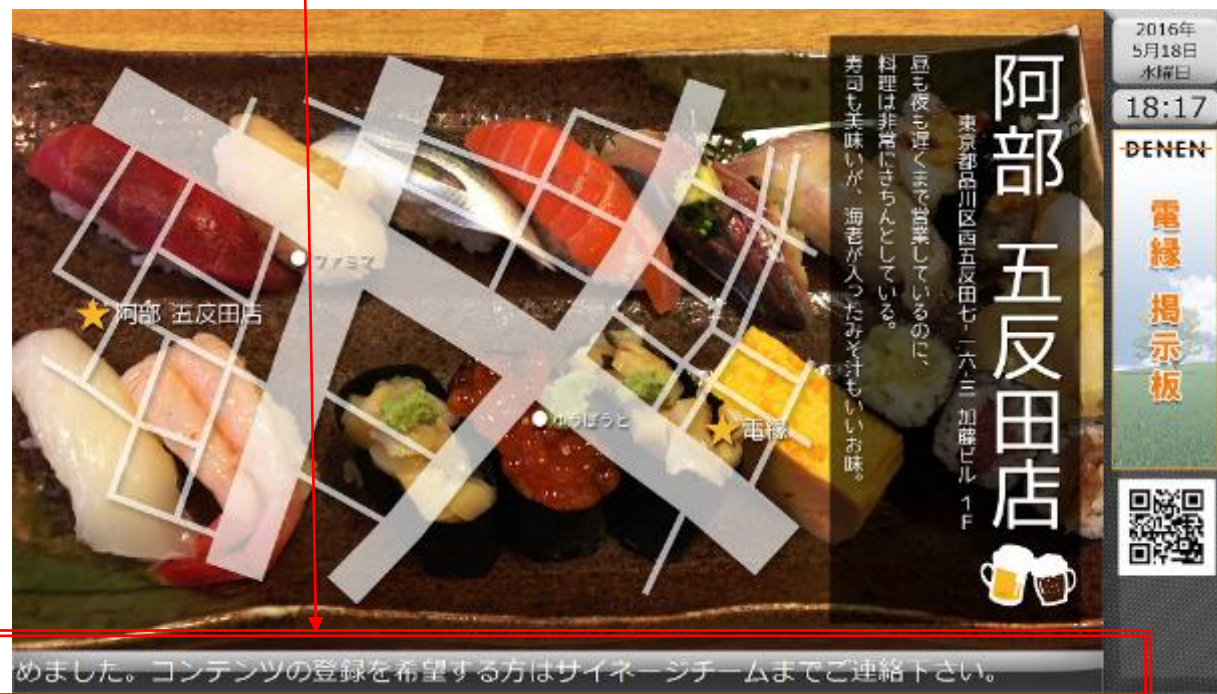 阿部 五反田店
東京都品川区西五反田七-一六-三 加藤ビル 1F
昼も夜も遅くまで営業しているのに、
料理は非常にきちんとしている。
寿司も美味いが、海老が入ったみそ汁もいいお味。
ファミマ
阿部 五反田店
ゆうぽうと
電縁
2016年
5月18日
水曜日
18:17
DENEN
電縁 掲示板
めました。コンテンツの登録を希望する方はサイネージチームまでご連絡下さい。